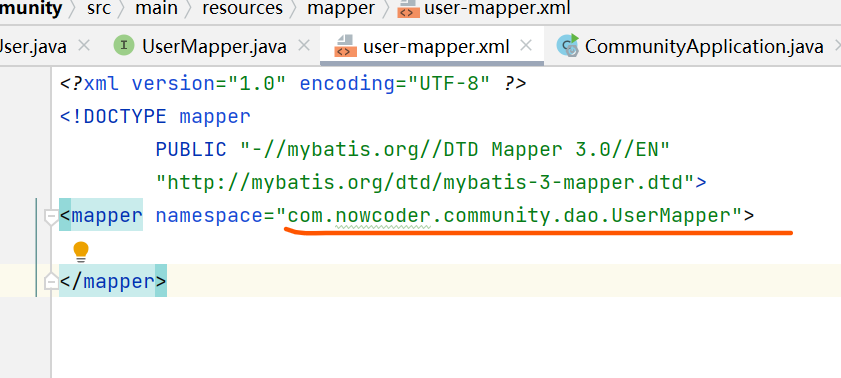 munity › src › main › resources › mapper › user-mapper.xml
User.java UserMapper.java user-mapper.xml CommunityApplication.java
<?xml version="1.0" encoding="UTF-8" ?>
<!DOCTYPE mapper
PUBLIC "-//mybatis.org//DTD Mapper 3.0//EN"
"http://mybatis.org/dtd/mybatis-3-mapper.dtd">
<mapper namespace="com.nowcoder.community.dao.UserMapper">
</mapper>